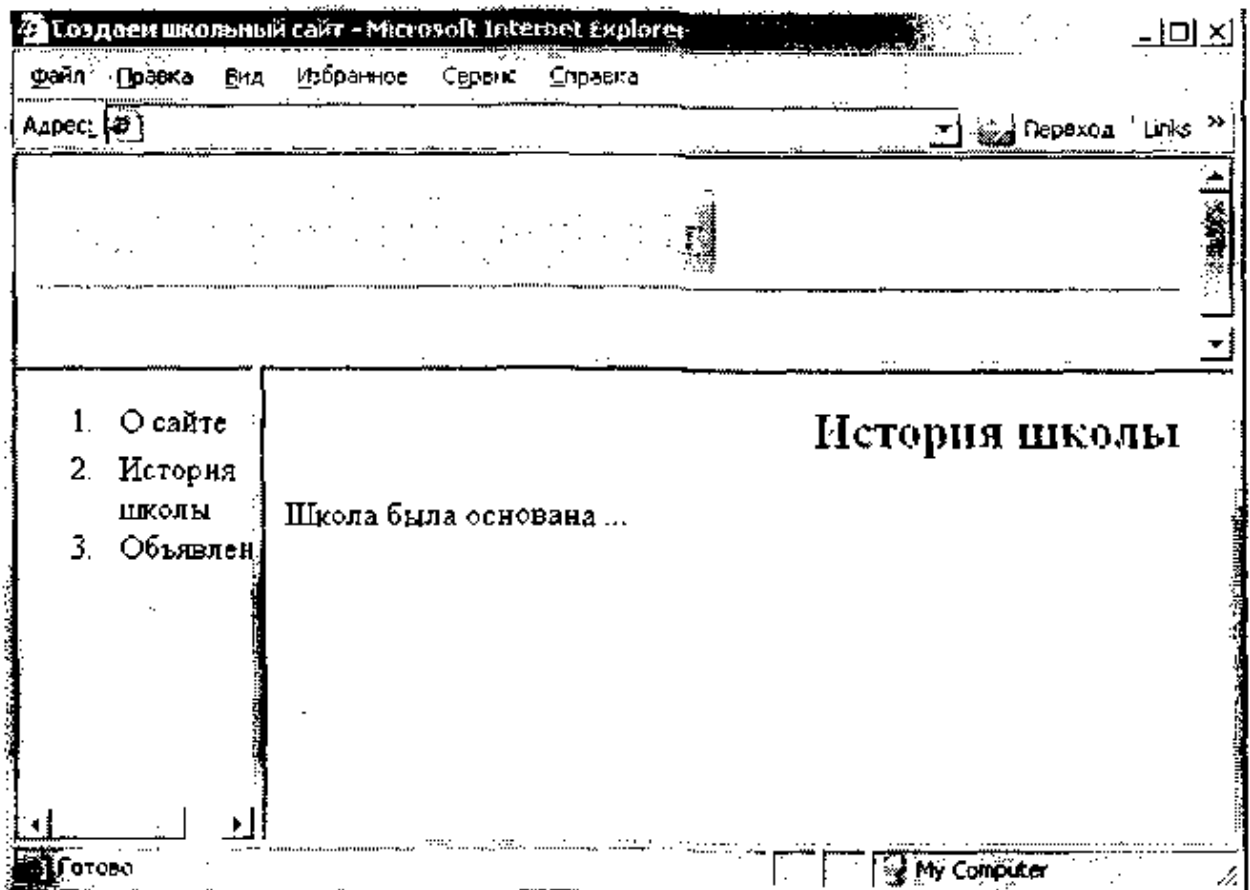 Создаем школьный сайт - Microsoft Internet Explorer
Файл Правка Вид Избранное Сервис Справка
Адрес: Переход Links »
1. О сайте
2. История
школы
3. Объявлен
История школы
Школа была основана ...
Готово My Computer